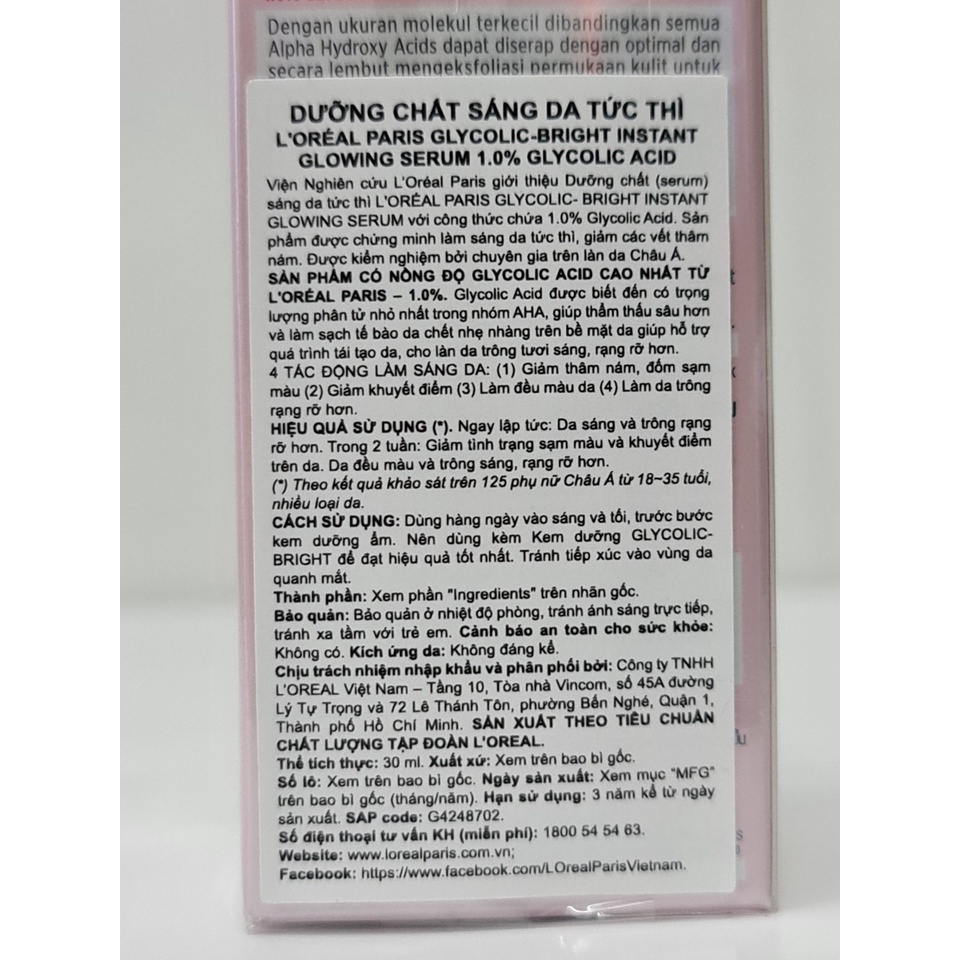 Dengan ukuran molekul terkecil dibandingkan semua
Alpha Hydroxy Acids dapat diserap dengan optimal dan
secara lembut mengeksfoliasi permukaan kulit untuk
DƯỠNG CHẤT SÁNG DA TỨC THÌ
L'ORÉAL PARIS GLYCOLIC-BRIGHT INSTANT
GLOWING SERUM 1.0% GLYCOLIC ACID
Viện Nghiên cứu L'Oréal Paris giới thiệu Dưỡng chất (serum)
sáng da tức thì L'ORÉAL PARIS GLYCOLIC- BRIGHT INSTANT
GLOWING SERUM với công thức chứa 1.0% Glycolic Acid. Sản
phẩm được chứng minh làm sáng da tức thì, giảm các vết thâm
nám. Được kiểm nghiệm bởi chuyên gia trên làn da Châu Á.
SẢN PHẨM CÓ NỒNG ĐỘ GLYCOLIC ACID CAO NHẤT TỪ
L'ORÉAL PARIS – 1.0%. Glycolic Acid được biết đến có trọng
lượng phân tử nhỏ nhất trong nhóm AHA, giúp thẩm thấu sâu hơn
và làm sạch tế bào da chết nhẹ nhàng trên bề mặt da giúp hỗ trợ
quá trình tái tạo da, cho làn da trông tươi sáng, rạng rỡ hơn.
4 TÁC ĐỘNG LÀM SÁNG DA: (1) Giảm thâm nám, đốm sạm
màu (2) Giảm khuyết điểm (3) Làm đều màu da (4) Làm da trông
rạng rỡ hơn.
HIỆU QUẢ SỬ DỤNG (*). Ngay lập tức: Da sáng và trông rạng
rỡ hơn. Trong 2 tuần: Giảm tình trạng sạm màu và khuyết điểm
trên da. Da đều màu và trông sáng, rạng rỡ hơn.
(*) Theo kết quả khảo sát trên 125 phụ nữ Châu Á từ 18~35 tuổi,
nhiều loại da.
CÁCH SỬ DỤNG: Dùng hàng ngày vào sáng và tối, trước bước
kem dưỡng ẩm. Nên dùng kèm Kem dưỡng GLYCOLIC-
BRIGHT để đạt hiệu quả tốt nhất. Tránh tiếp xúc vào vùng da
quanh mắt.
Thành phần: Xem phần "Ingredients" trên nhãn gốc.
Bảo quản: Bảo quản ở nhiệt độ phòng, tránh ánh sáng trực tiếp,
tránh xa tầm với trẻ em. Cảnh báo an toàn cho sức khỏe:
Không có. Kích ứng da: Không đáng kể.
Chịu trách nhiệm nhập khẩu và phân phối bởi: Công ty TNHH
L'OREAL Việt Nam – Tầng 10, Tòa nhà Vincom, số 45A đường
Lý Tự Trọng và 72 Lê Thánh Tôn, phường Bến Nghé, Quận 1,
Thành phố Hồ Chí Minh. SẢN XUẤT THEO TIÊU CHUẨN
CHẤT LƯỢNG TẬP ĐOÀN L'OREAL.
Thể tích thực: 30 ml. Xuất xứ: Xem trên bao bì gốc.
Số lô: Xem trên bao bì gốc. Ngày sản xuất: Xem mục "MFG"
trên bao bì gốc (tháng/năm). Hạn sử dụng: 3 năm kể từ ngày
sản xuất. SAP code: G4248702.
Số điện thoại tư vấn KH (miễn phí): 1800 54 54 63.
Website: www.lorealparis.com.vn;
Facebook: https://www.facebook.com/LOrealParisVietnam.